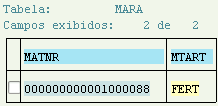 Tabela: MARA
Campos exibidos: 2 de 2
MATNR MTART
000000000001000088 FERT